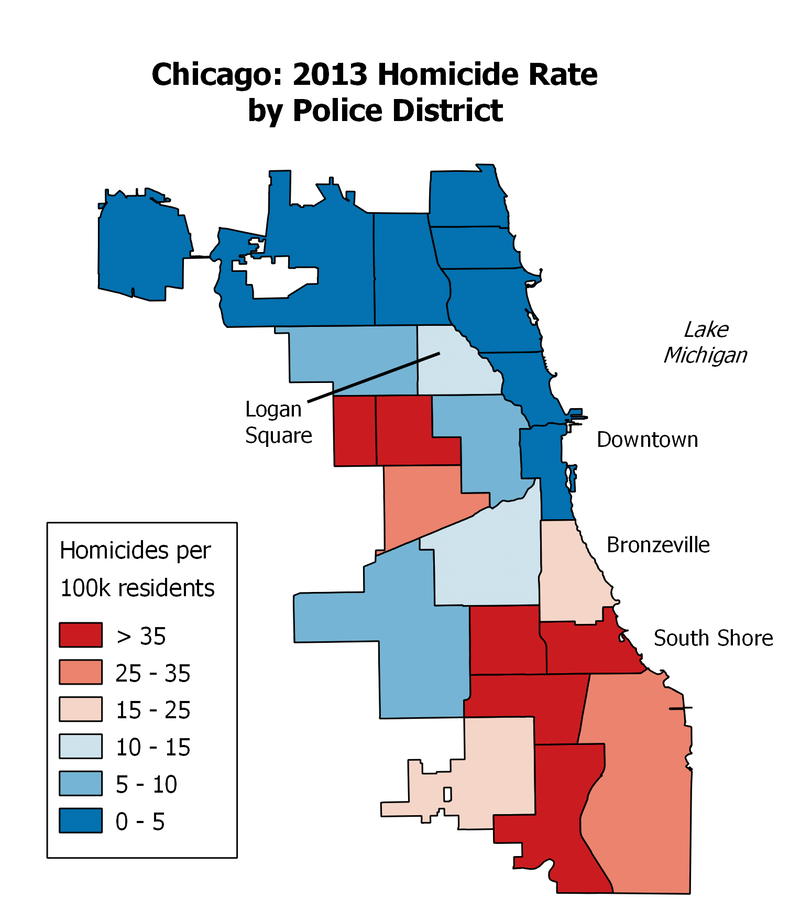 Chicago: 2013 Homicide Rate
by Police District
Lake
Michigan
Logan
Square
Downtown
Bronzeville
South Shore
Homicides per
100k residents
> 35
25 - 35
15 - 25
10 - 15
5 - 10
0 - 5